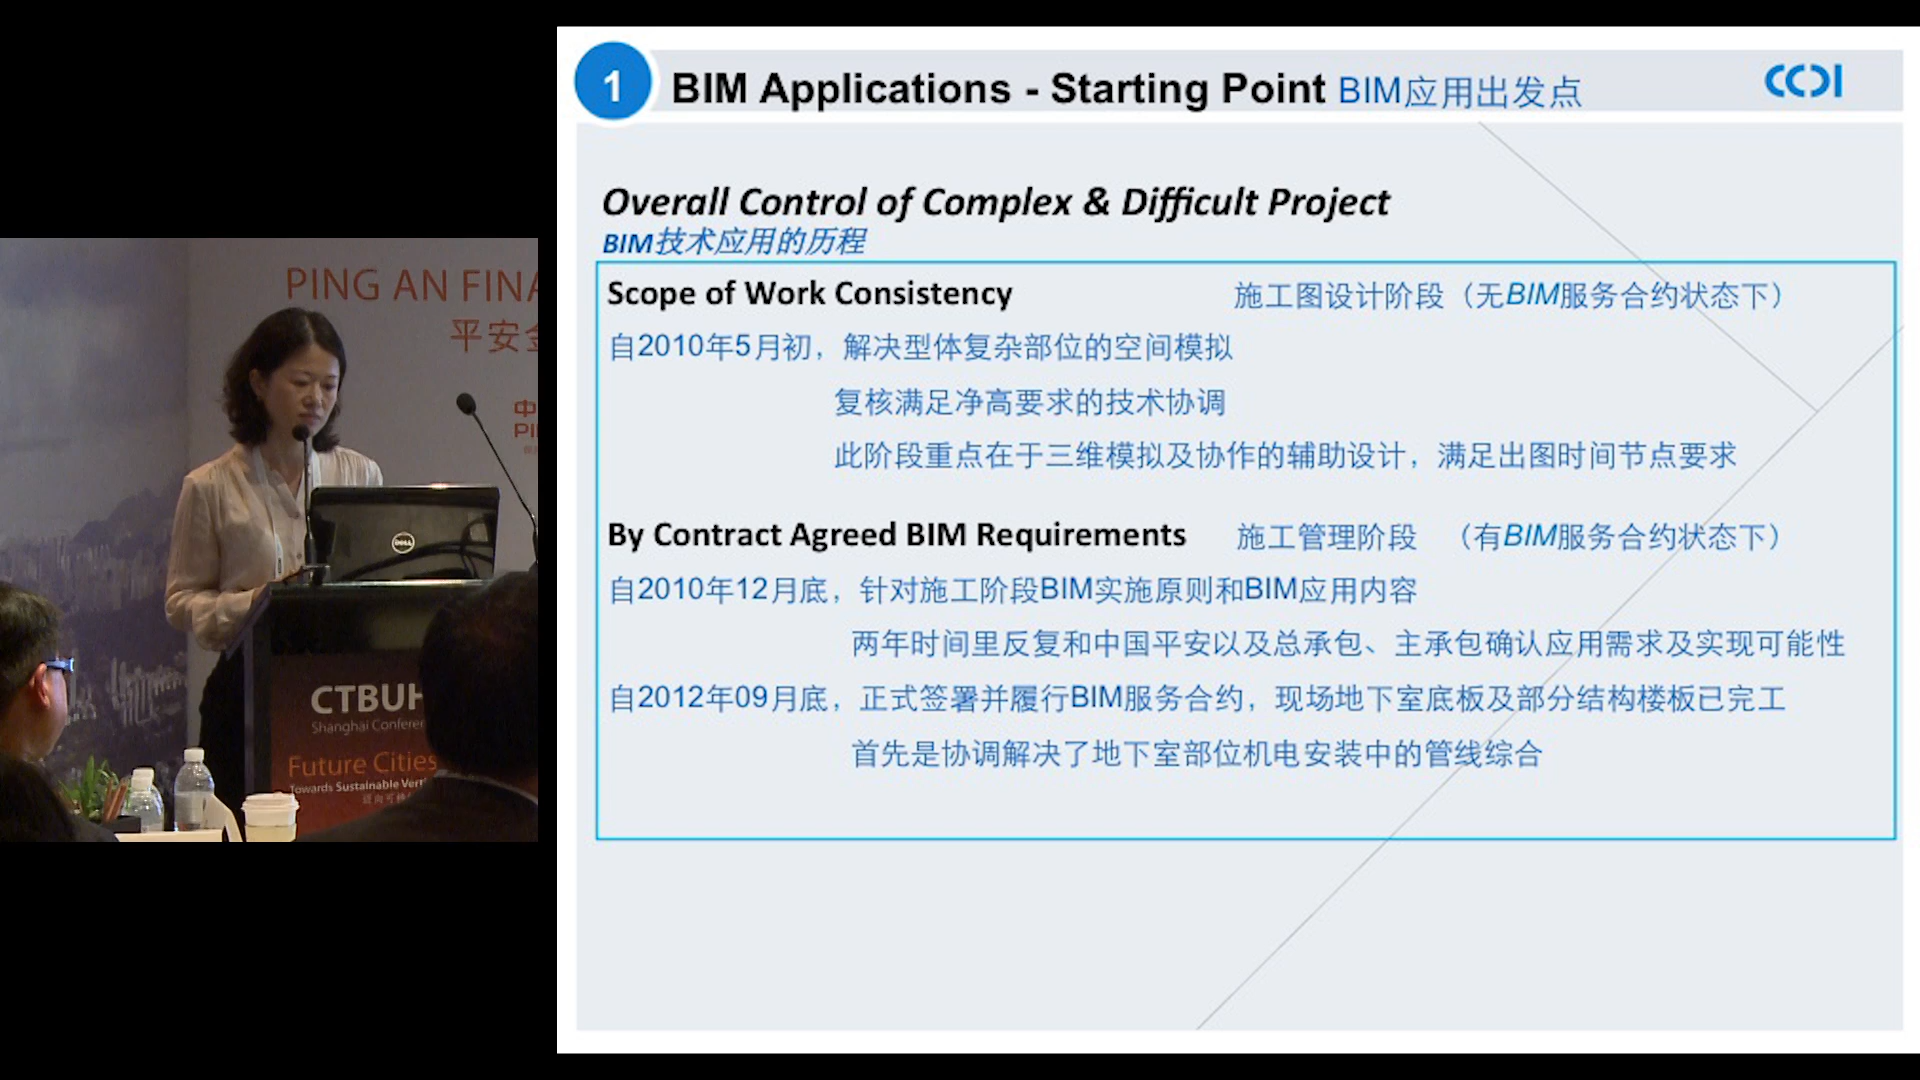 1
BIM Applications - Starting Point BIM应用出发点
CCDI
Overall Control of Complex & Difficult Project
BIM技术应用的历程
Scope of Work Consistency 施工图设计阶段（无BIM服务合约状态下）
自2010年5月初，解决型体复杂部位的空间模拟
复核满足净高要求的技术协调
此阶段重点在于三维模拟及协作的辅助设计，满足出图时间节点要求
By Contract Agreed BIM Requirements 施工管理阶段 （有BIM服务合约状态下）
自2010年12月底，针对施工阶段BIM实施原则和BIM应用内容
两年时间里反复和中国平安以及总承包、主承包确认应用需求及实现可能性
自2012年09月底，正式签署并履行BIM服务合约，现场地下室底板及部分结构楼板已完工
首先是协调解决了地下室部位机电安装中的管线综合
PING AN FINA
平安金
中
PI
DELL
CTBUH
Shanghai Conferen
Future Cities
Towards Sustainable Verti
迈向可持